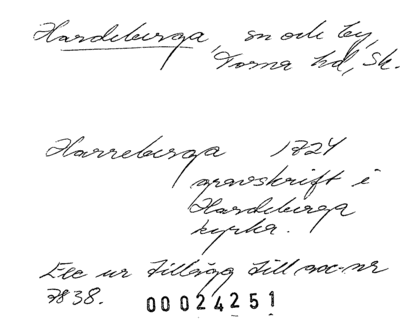 Hardeberga, sn och by,
Torna hd, Sk.
Harreberga 1724
gravskrift i
Hardeberga
kyrka.
Exc ur Tillägg till acc-nr
7838. 00024251